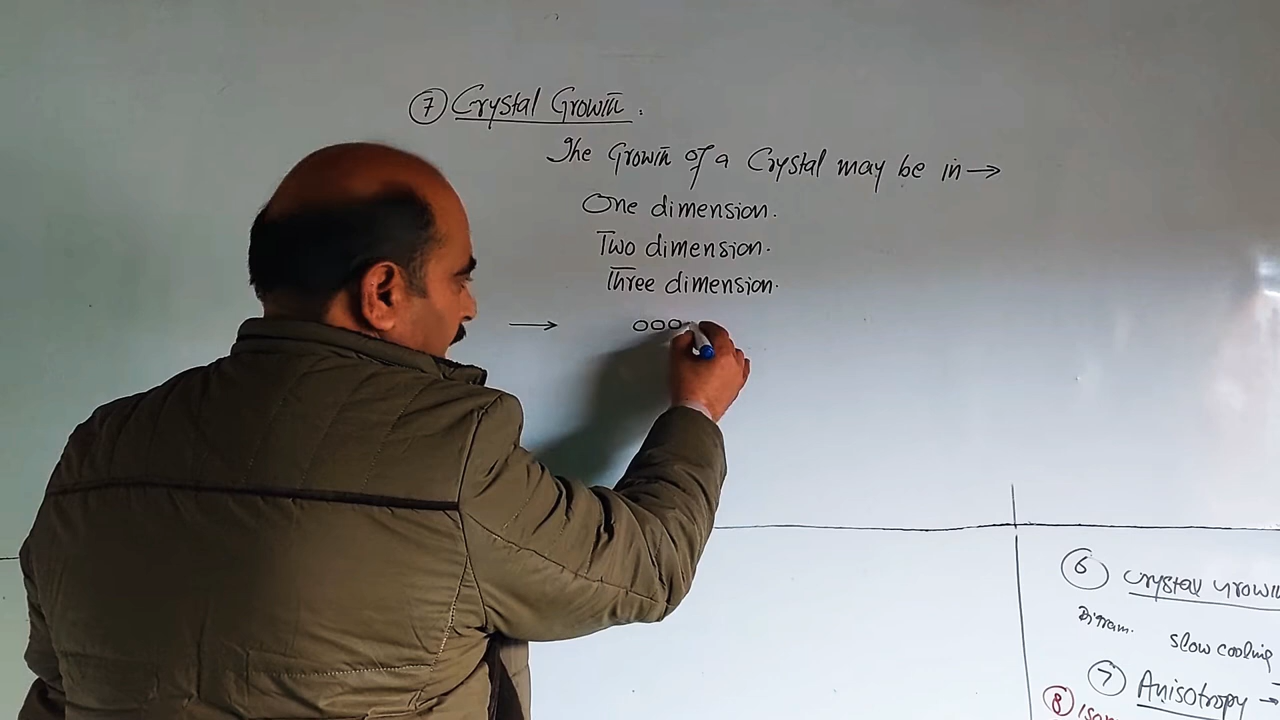 ⑦ Crystal Growth.
The Growth of a Crystal may be in →
One dimension.
Two dimension.
Three dimension.
→ ooo
⑥ Crystal Growth
Digram.
slow cooling
⑦ Anisotropy →
⑧